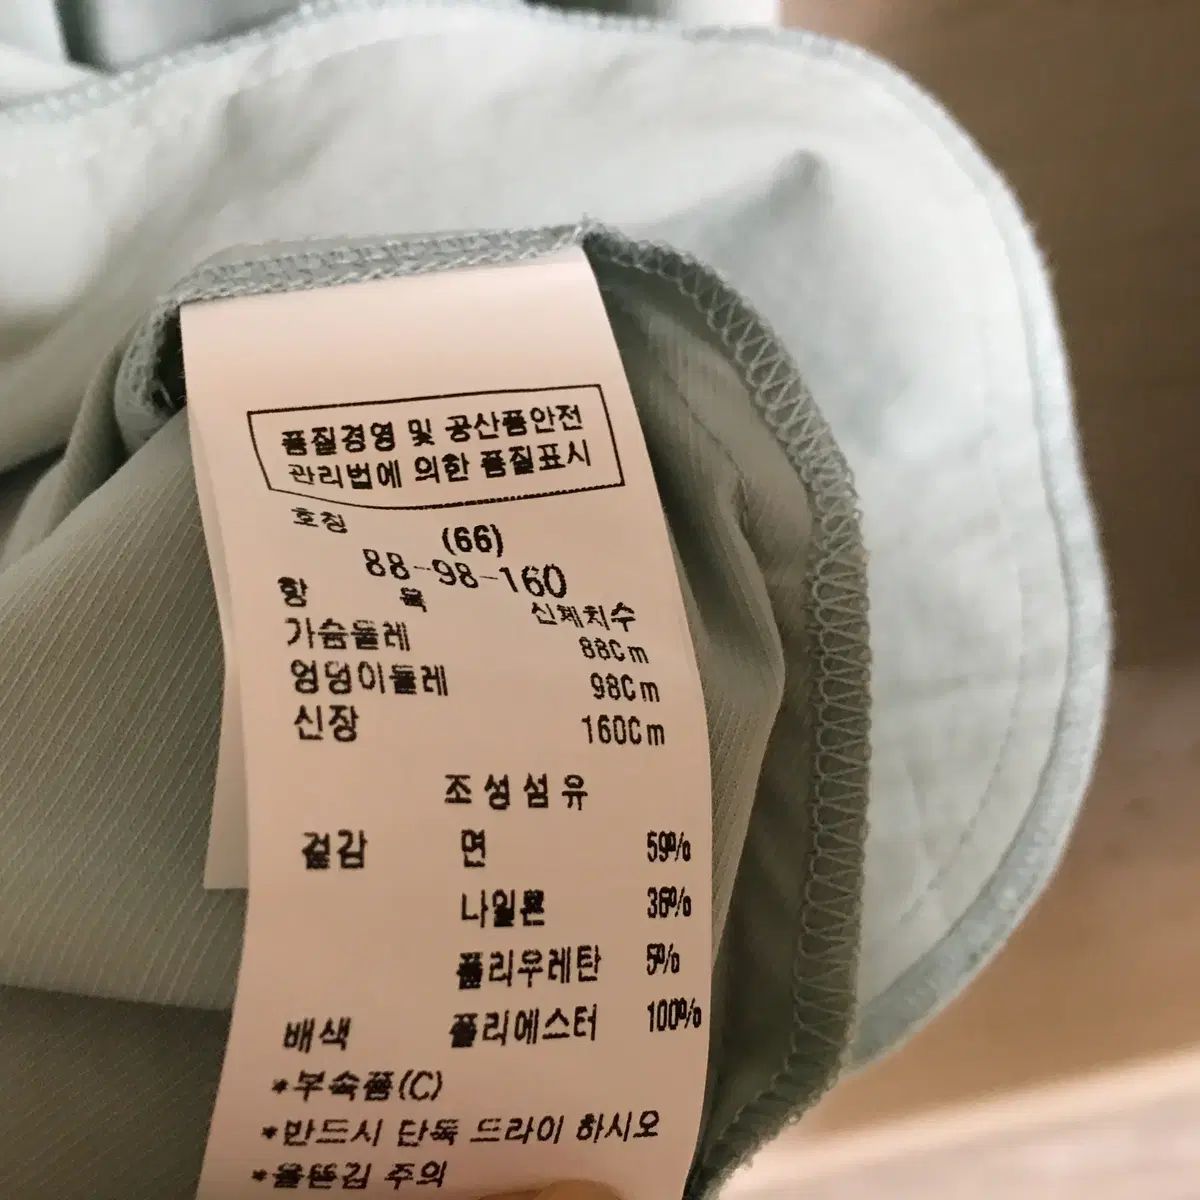 품질경영 및 공산품안전
관리법에 의한 품질표시
호칭 (66)
88-98-160
항 목 신체치수
가슴둘레 88Cm
엉덩이둘레 98Cm
신장 160Cm
조성섬유
겉감 면 59%
나일론 36%
폴리우레탄 5%
배색 폴리에스터 100%
*부속품(C)
*반드시 단독 드라이 하시오
*올뜯김 주의